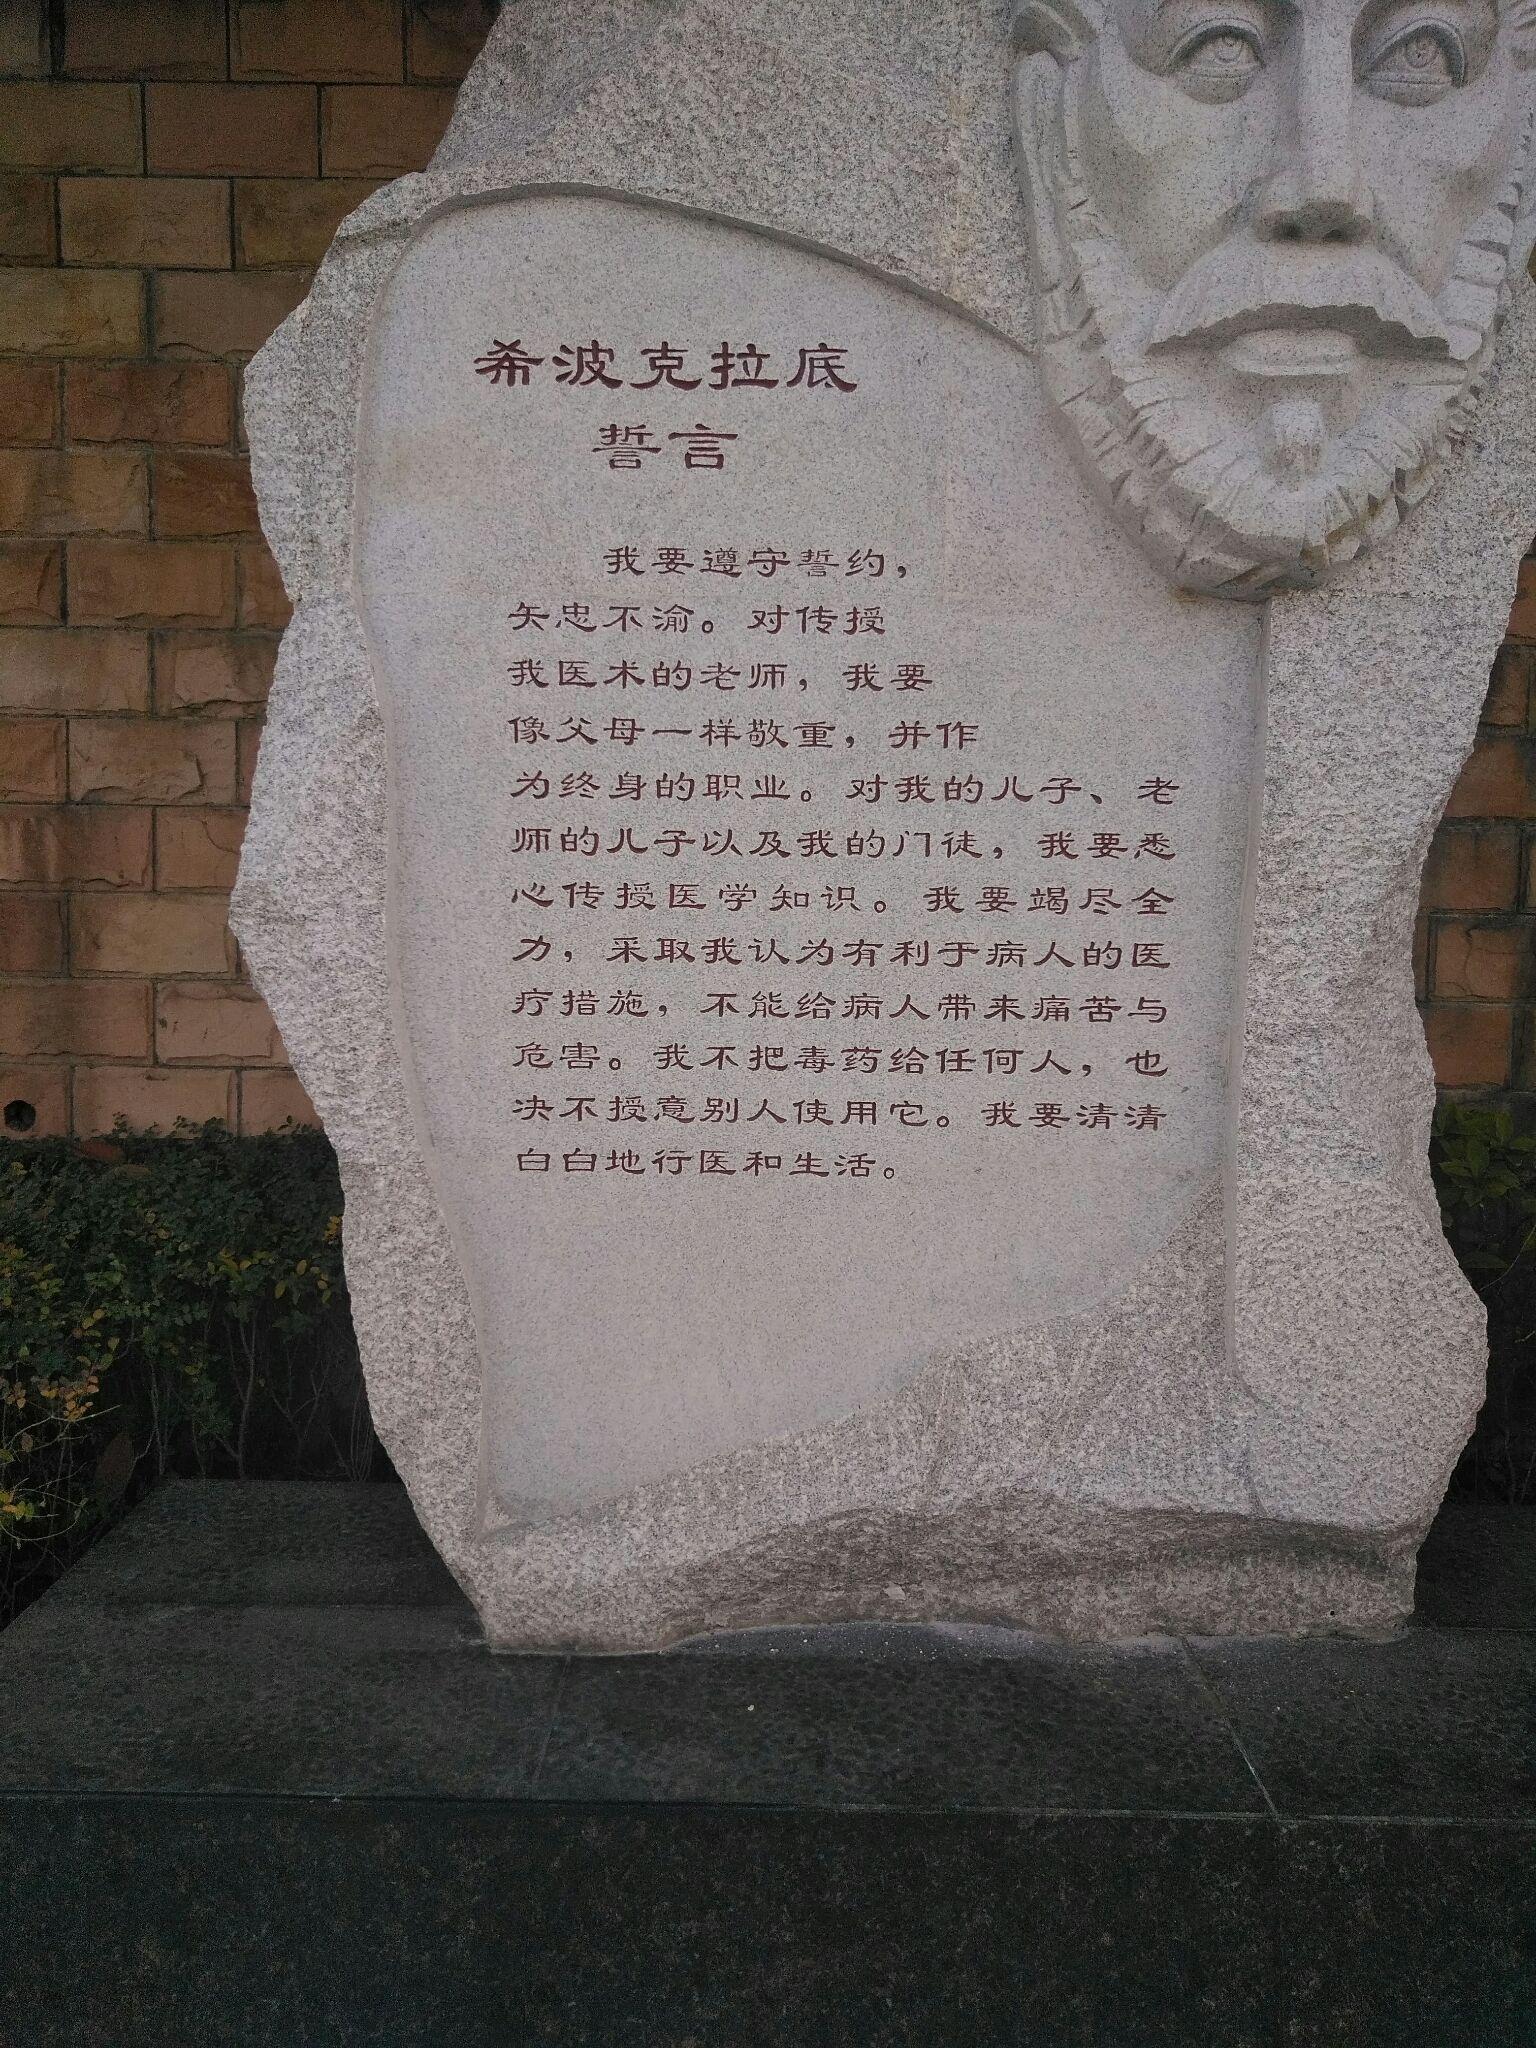 希波克拉底
誓言
我要遵守誓约，
矢忠不渝。对传授
我医术的老师，我要
像父母一样敬重，并作
为终身的职业。对我的儿子、老
师的儿子以及我的门徒，我要悉
心传授医学知识。我要竭尽全
力，采取我认为有利于病人的医
疗措施，不能给病人带来痛苦与
危害。我不把毒药给任何人，也
决不授意别人使用它。我要清清
白白地行医和生活。